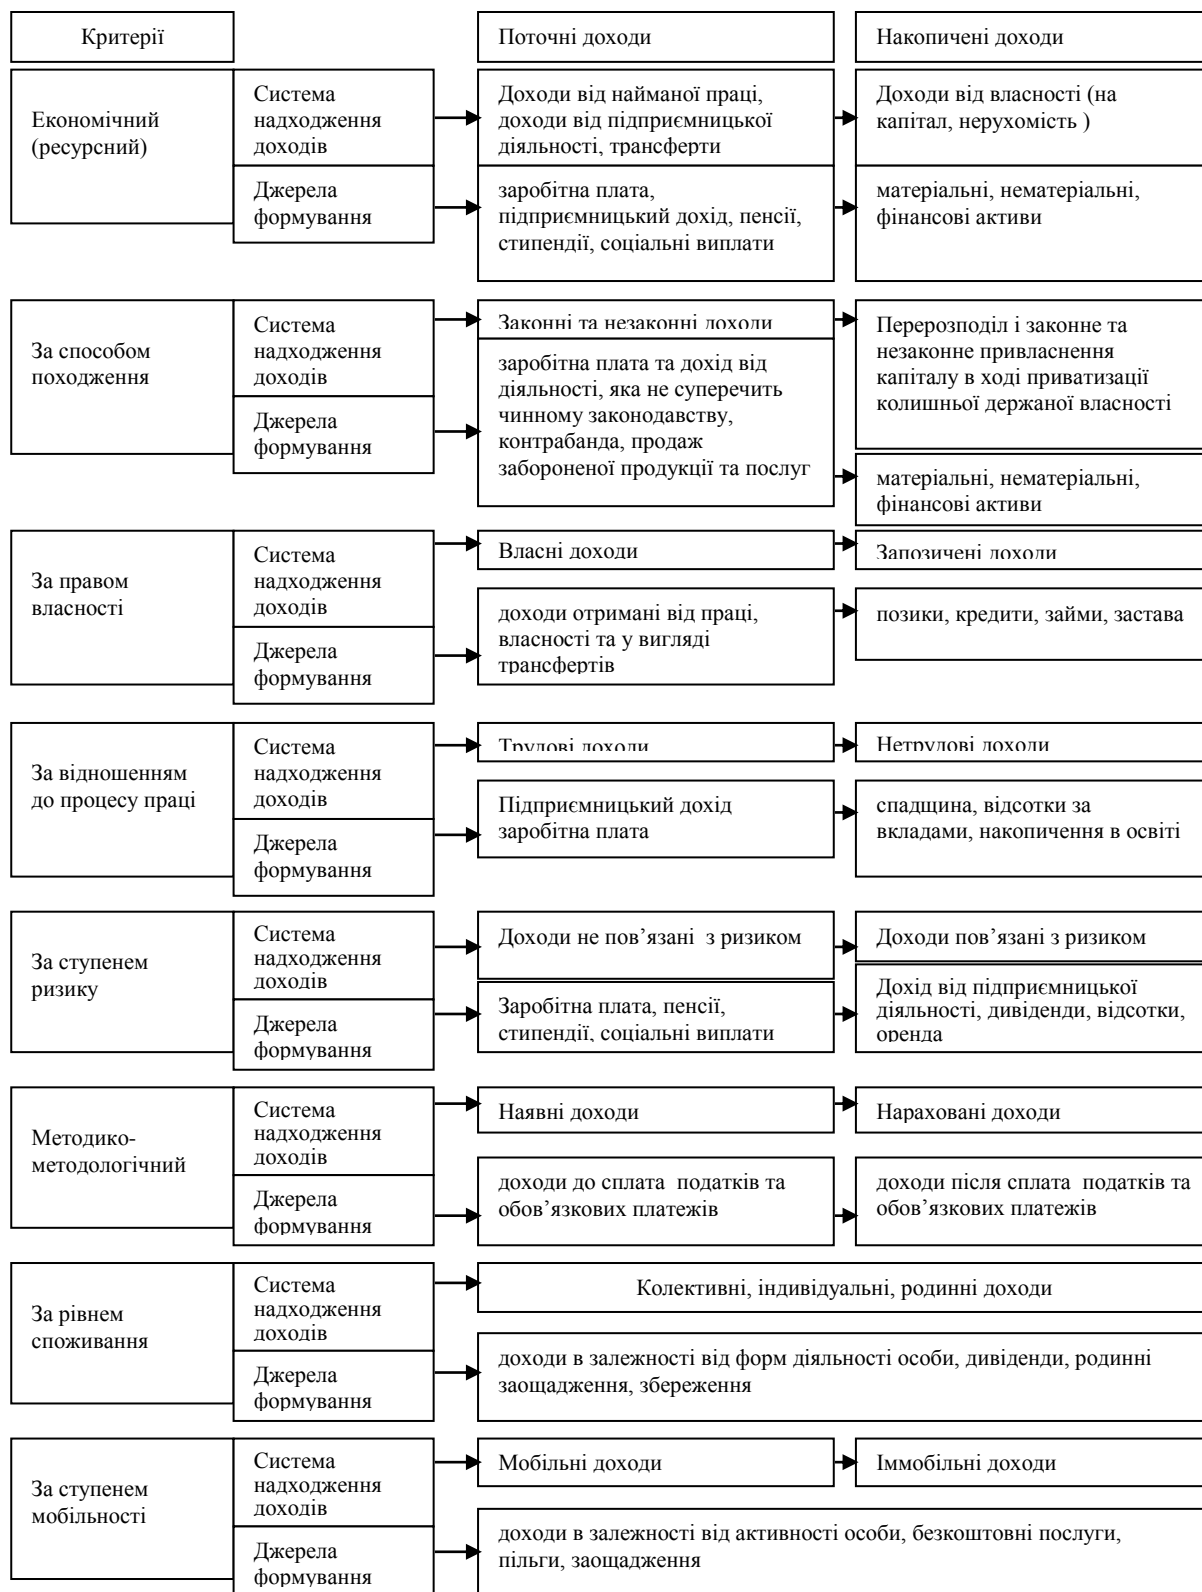 Критерії
Поточні доходи
Накопичені доходи
Економічний
(ресурсний)
Система
надходження
доходів
Доходи від найманої праці,
доходи від підприємницької
діяльності, трансферти
Доходи від власності (на
капітал, нерухомість )
Джерела
формування
заробітна плата,
підприємницький дохід, пенсії,
стипендії, соціальні виплати
матеріальні, нематеріальні,
фінансові активи
За способом
походження
Система
надходження
доходів
Законні та незаконні доходи
Перерозподіл і законне та
незаконне привласнення
капіталу в ході приватизації
колишньої держаної власності
Джерела
формування
заробітна плата та дохід від
діяльності, яка не суперечить
чинному законодавству,
контрабанда, продаж
забороненої продукції та послуг
матеріальні, нематеріальні,
фінансові активи
За правом
власності
Система
надходження
доходів
Власні доходи
Запозичені доходи
Джерела
формування
доходи отримані від праці,
власності та у вигляді
трансфертів
позики, кредити, займи, застава
За відношенням
до процесу праці
Система
надходження
доходів
Трудові доходи
Нетрудові доходи
Джерела
формування
Підприємницький дохід
заробітна плата
спадщина, відсотки за
вкладами, накопичення в освіті
За ступенем
ризику
Система
надходження
доходів
Доходи не пов’язані з ризиком
Доходи пов’язані з ризиком
Джерела
формування
Заробітна плата, пенсії,
стипендії, соціальні виплати
Дохід від підприємницької
діяльності, дивіденди, відсотки,
оренда
Методико-
методологічний
Система
надходження
доходів
Наявні доходи
Нараховані доходи
Джерела
формування
доходи до сплата податків та
обов’язкових платежів
доходи після сплата податків та
обов’язкових платежів
За рівнем
споживання
Система
надходження
доходів
Колективні, індивідуальні, родинні доходи
Джерела
формування
доходи в залежності від форм діяльності особи, дивіденди, родинні
заощадження, збереження
За ступенем
мобільності
Система
надходження
доходів
Мобільні доходи
Іммобільні доходи
Джерела
формування
доходи в залежності від активності особи, безкоштовні послуги,
пільги, заощадження